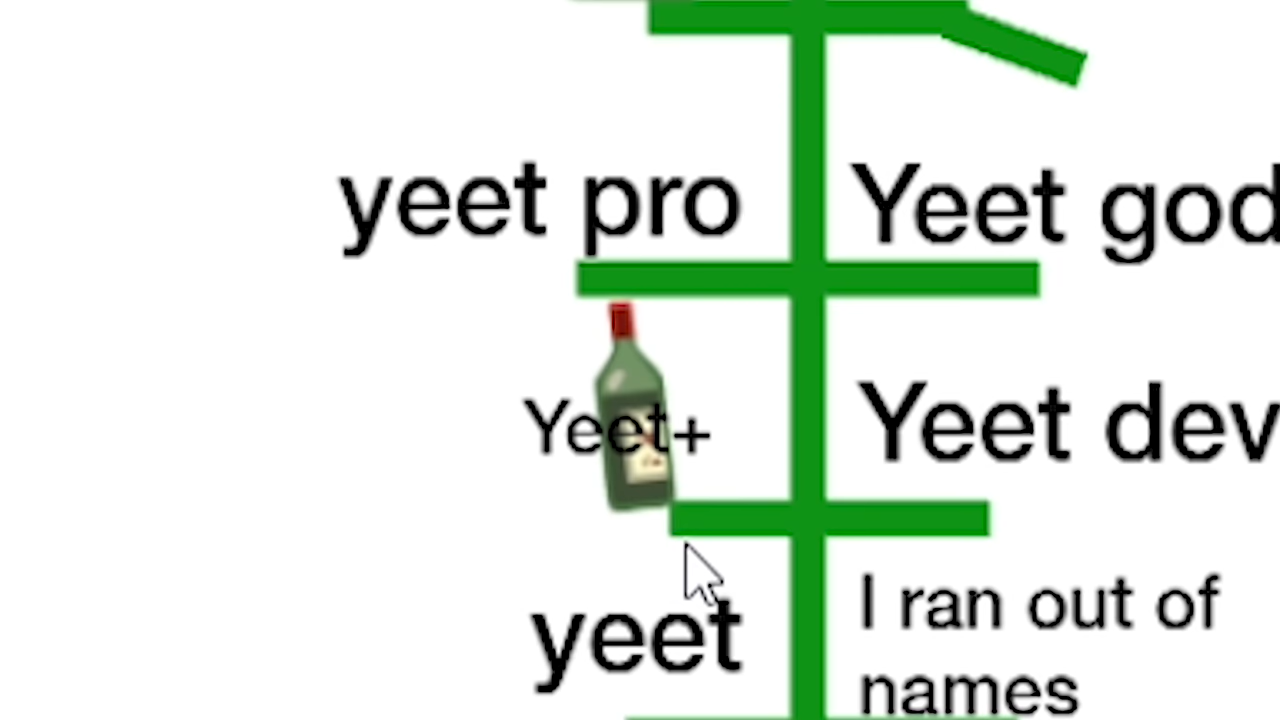 yeet pro
Yeet god
Yeet+
Yeet dev
yeet
I ran out of
names